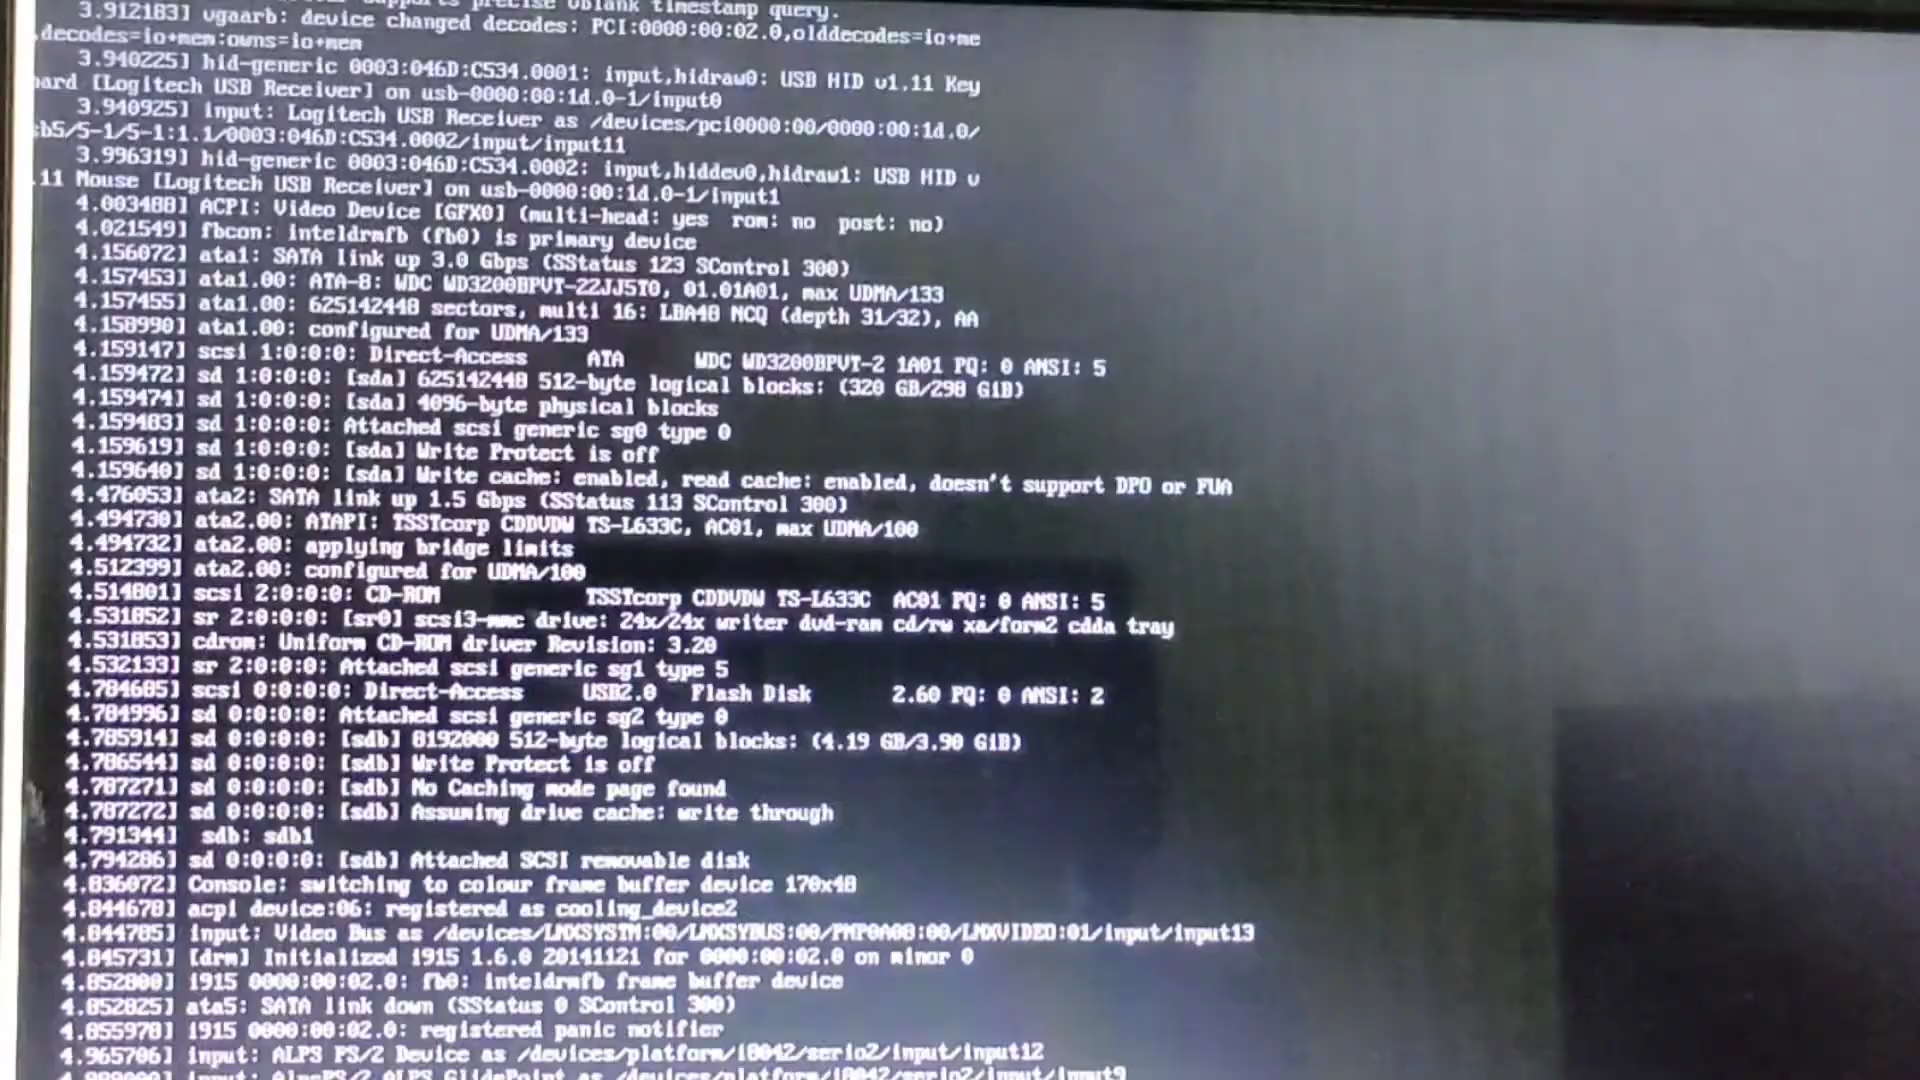 supports precise vblank timestamp query.
3.912183] vgaarb: device changed decodes: PCI:0000:00:02.0,olddecodes=io+me
,decodes=io+mem:owns=io+mem
3.940225] hid-generic 0003:046D:C534.0001: input,hidraw0: USB HID v1.11 Key
oard [Logitech USB Receiver] on usb-0000:00:1d.0-1/input0
3.940925] input: Logitech USB Receiver as /devices/pci0000:00/0000:00:1d.0/
sb5/5-1/5-1:1.1/0003:046D:C534.0002/input/input11
3.996319] hid-generic 0003:046D:C534.0002: input,hiddev0,hidraw1: USB HID v
.11 Mouse [Logitech USB Receiver] on usb-0000:00:1d.0-1/input1
4.003488] ACPI: Video Device [GFX0] (multi-head: yes rom: no post: no)
4.021549] fbcon: inteldrmfb (fb0) is primary device
4.156072] ata1: SATA link up 3.0 Gbps (SStatus 123 SControl 300)
4.157453] ata1.00: ATA-8: WDC WD3200BPVT-22JJ5T0, 01.01A01, max UDMA/133
4.157455] ata1.00: 625142448 sectors, multi 16: LBA48 NCQ (depth 31/32), AA
4.158990] ata1.00: configured for UDMA/133
4.159147] scsi 1:0:0:0: Direct-Access ATA WDC WD3200BPVT-2 1A01 PQ: 0 ANSI: 5
4.159472] sd 1:0:0:0: [sda] 625142448 512-byte logical blocks: (320 GB/298 GiB)
4.159474] sd 1:0:0:0: [sda] 4096-byte physical blocks
4.159483] sd 1:0:0:0: Attached scsi generic sg0 type 0
4.159619] sd 1:0:0:0: [sda] Write Protect is off
4.159640] sd 1:0:0:0: [sda] Write cache: enabled, read cache: enabled, doesn't support DPO or FUA
4.476053] ata2: SATA link up 1.5 Gbps (SStatus 113 SControl 300)
4.494730] ata2.00: ATAPI: TSSTcorp CDDVDW TS-L633C, AC01, max UDMA/100
4.494732] ata2.00: applying bridge limits
4.512399] ata2.00: configured for UDMA/100
4.514801] scsi 2:0:0:0: CD-ROM TSSTcorp CDDVDW TS-L633C AC01 PQ: 0 ANSI: 5
4.531852] sr 2:0:0:0: [sr0] scsi3-mmc drive: 24x/24x writer dvd-ram cd/rw xa/form2 cdda tray
4.531853] cdrom: Uniform CD-ROM driver Revision: 3.20
4.532133] sr 2:0:0:0: Attached scsi generic sg1 type 5
4.784685] scsi 0:0:0:0: Direct-Access USB2.0 Flash Disk 2.60 PQ: 0 ANSI: 2
4.784996] sd 0:0:0:0: Attached scsi generic sg2 type 0
4.785914] sd 0:0:0:0: [sdb] 8192000 512-byte logical blocks: (4.19 GB/3.90 GiB)
4.786544] sd 0:0:0:0: [sdb] Write Protect is off
4.787271] sd 0:0:0:0: [sdb] No Caching mode page found
4.787272] sd 0:0:0:0: [sdb] Assuming drive cache: write through
4.791344] sdb: sdb1
4.794286] sd 0:0:0:0: [sdb] Attached SCSI removable disk
4.836072] Console: switching to colour frame buffer device 170x48
4.844678] acpi device:06: registered as cooling_device2
4.844785] input: Video Bus as /devices/LNXSYSTM:00/LNXSYBUS:00/PNP0A08:00/LNXVIDEO:01/input/input13
4.845731] [drm] Initialized i915 1.6.0 20141121 for 0000:00:02.0 on minor 0
4.852800] i915 0000:00:02.0: fb0: inteldrmfb frame buffer device
4.852825] ata5: SATA link down (SStatus 0 SControl 300)
4.855978] i915 0000:00:02.0: registered panic notifier
4.965706] input: ALPS PS/2 Device as /devices/platform/i8042/serio2/input/input12
input: AlpsPS/2 ALPS GlidePoint as /devices/platform/i8042/serio2/input/input9